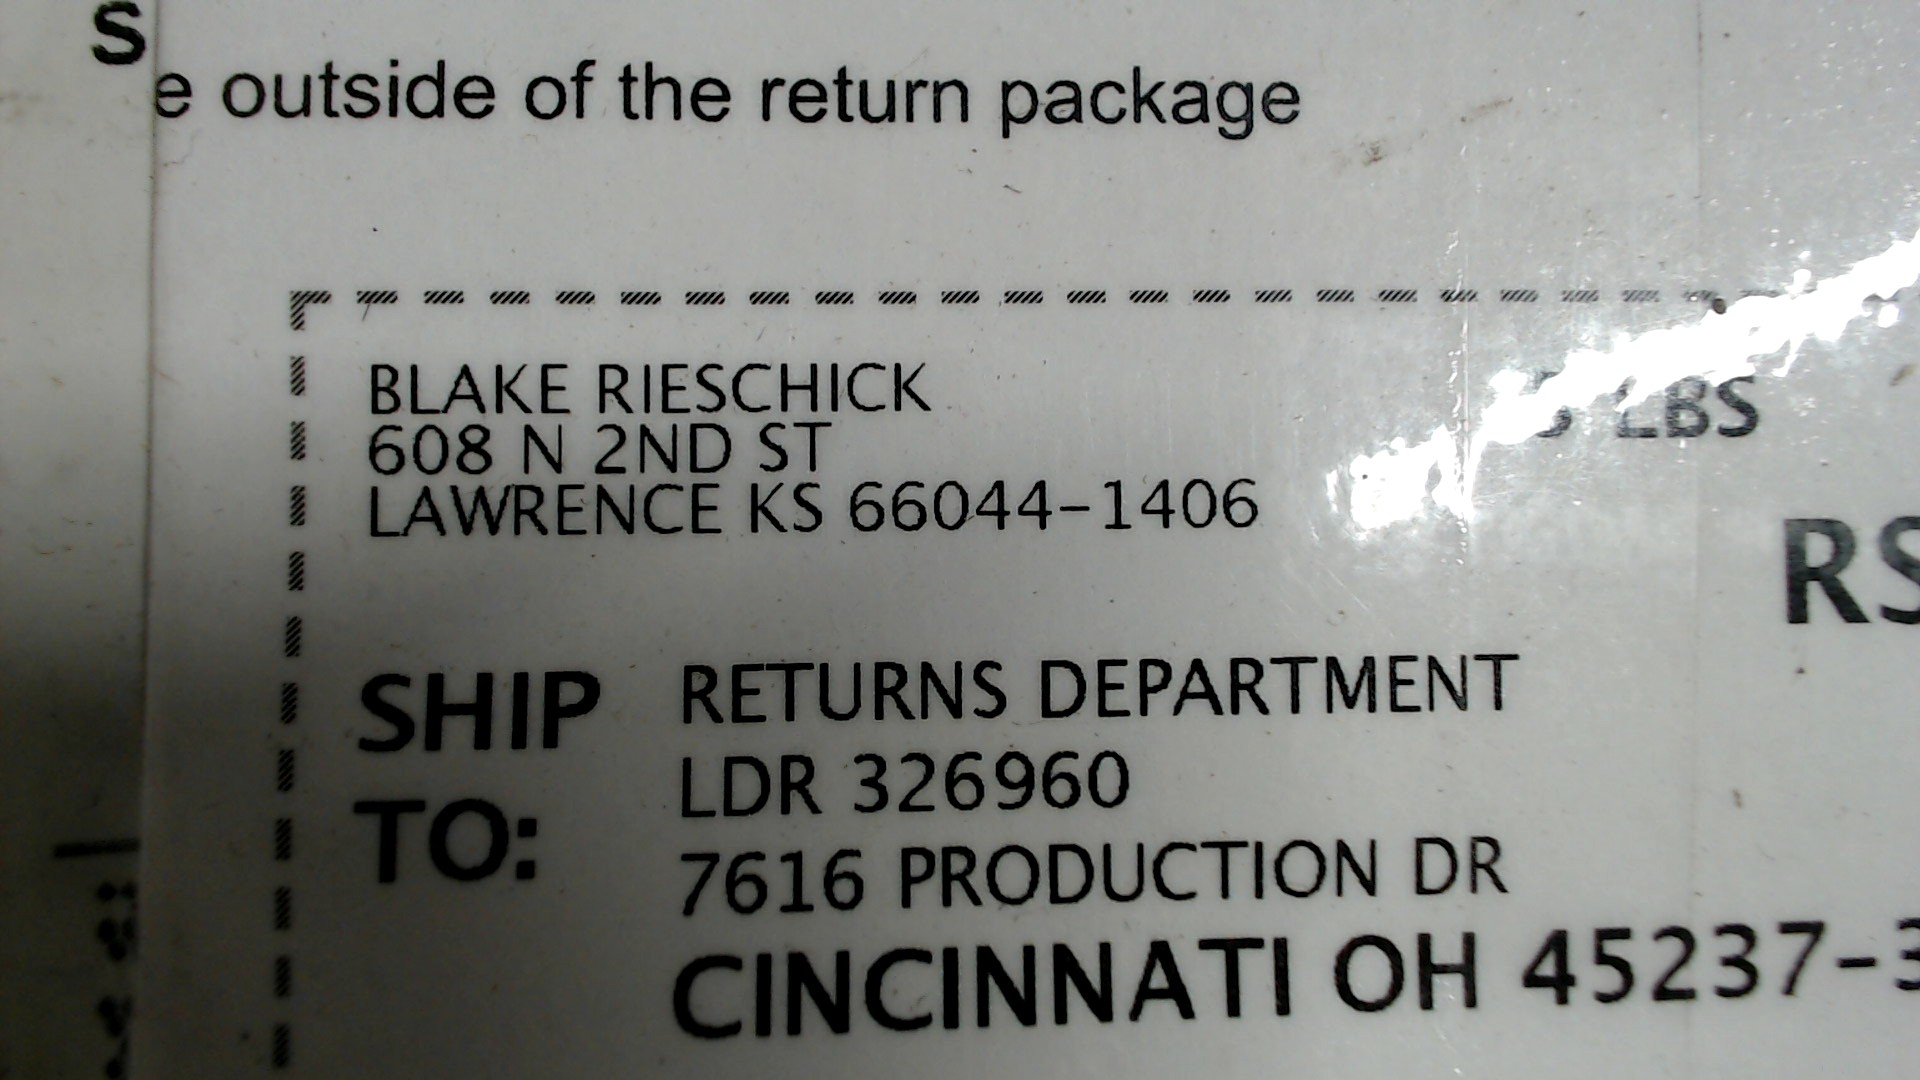 s
e outside of the return package
BLAKE RIESCHICK
LBS
608 N 2ND ST
LAWRENCE KS 66044-1406
RS
SHIP TO:
RETURNS DEPARTMENT
LDR 326960
7616 PRODUCTION DR
CINCINNATI OH 45237-3